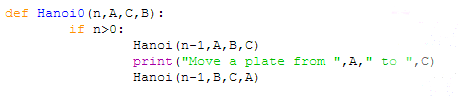 def Hanoi0(n,A,C,B):
        if n>0:
                Hanoi(n-1,A,B,C)
                print("Move a plate from ",A," to ",C)
                Hanoi(n-1,B,C,A)